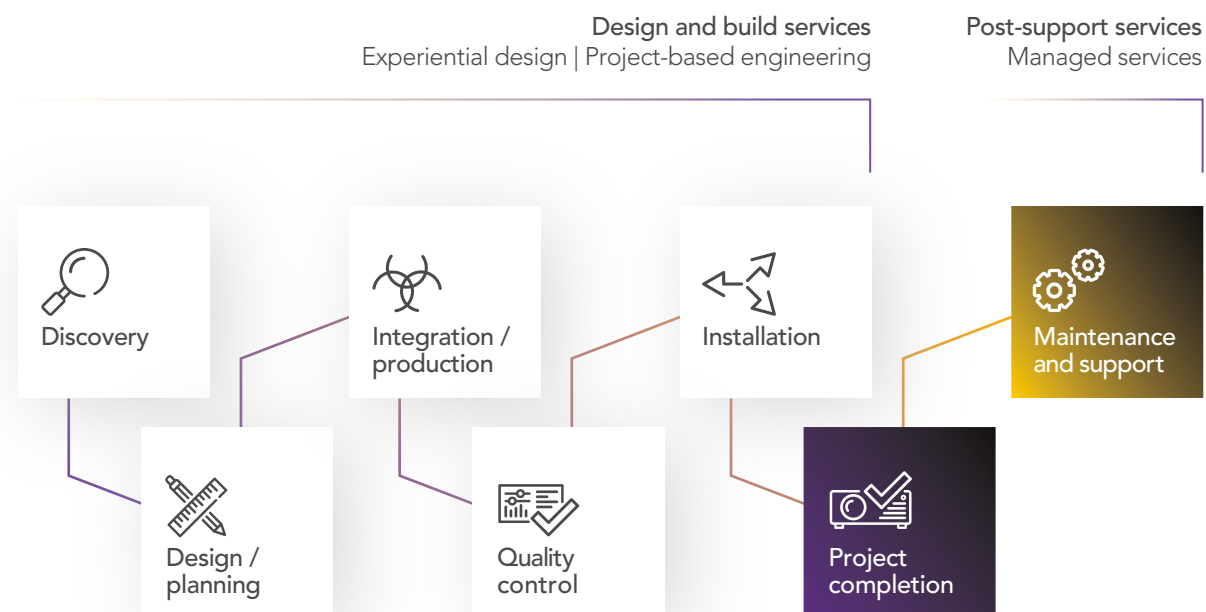 Design and build services
Experiential design | Project-based engineering
Post-support services
Managed services
Discovery
Design /
planning
Integration /
production
Quality
control
Installation
Project
completion
Maintenance
and support